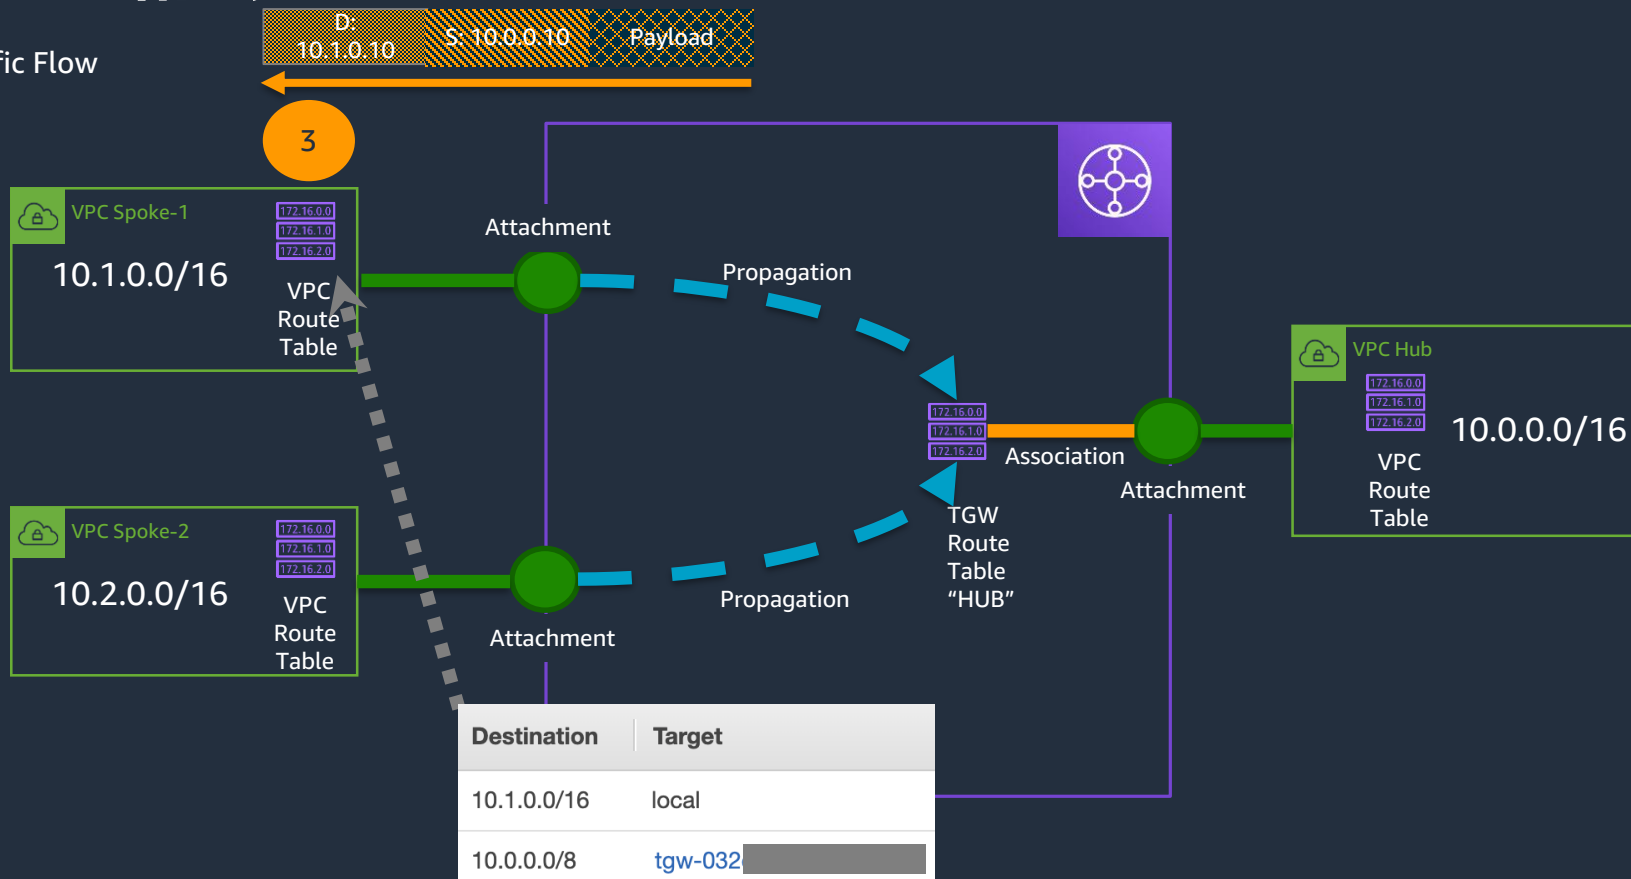 D:
10.1.0.10
S: 10.0.0.10
Payload
fic Flow
3
VPC Spoke-1
172.16.0.0
172.16.1.0
172.16.2.0
10.1.0.0/16
VPC
Route
Table
Attachment
Propagation
VPC Hub
172.16.0.0
172.16.1.0
172.16.2.0
10.0.0.0/16
VPC
Route
Table
172.16.0.0
172.16.1.0
172.16.2.0
Association
Attachment
TGW
Route
Table
“HUB”
VPC Spoke-2
172.16.0.0
172.16.1.0
172.16.2.0
10.2.0.0/16
VPC
Route
Table
Propagation
Attachment
Destination Target
10.1.0.0/16 local
10.0.0.0/8 tgw-032